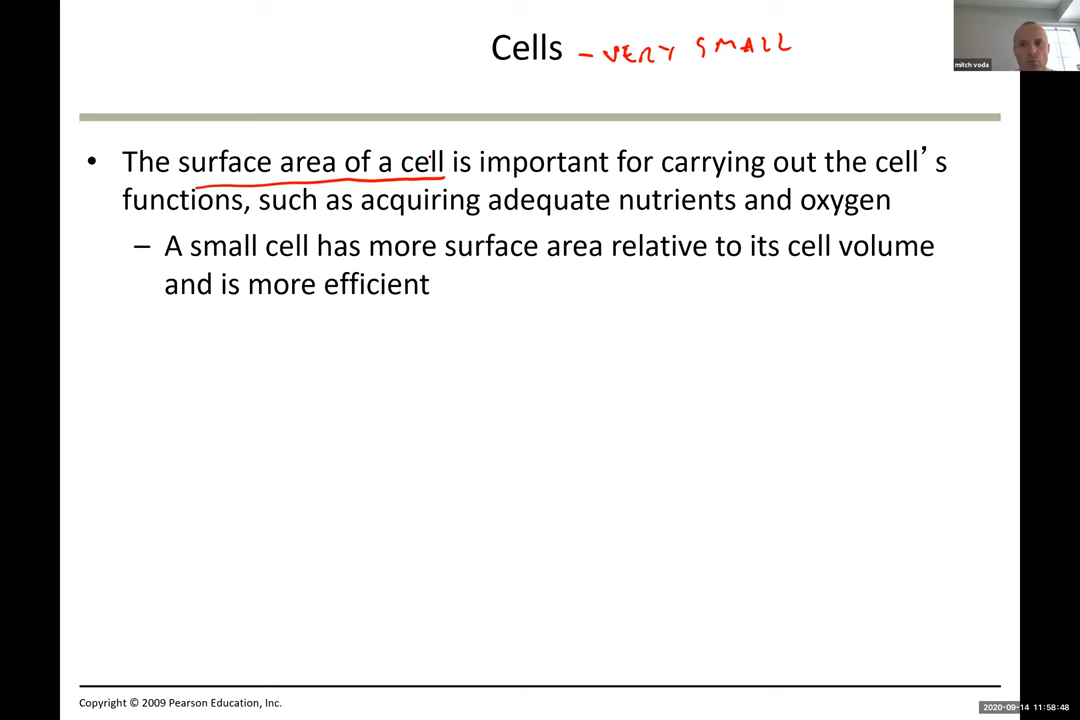 Cells – VERY SMALL
mitch voda
• The surface area of a cell is important for carrying out the cell’s
functions, such as acquiring adequate nutrients and oxygen
– A small cell has more surface area relative to its cell volume
and is more efficient
Copyright © 2009 Pearson Education, Inc.
2020-09-14 11:58:48